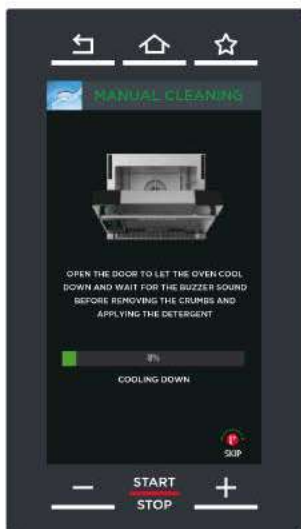 MANUAL CLEANING
OPEN THE DOOR TO LET THE OVEN COOL
DOWN AND WAIT FOR THE BUZZER SOUND
BEFORE REMOVING THE CRUMBS AND
APPLYING THE DETERGENT
8%
COOLING DOWN
SKIP
START
STOP